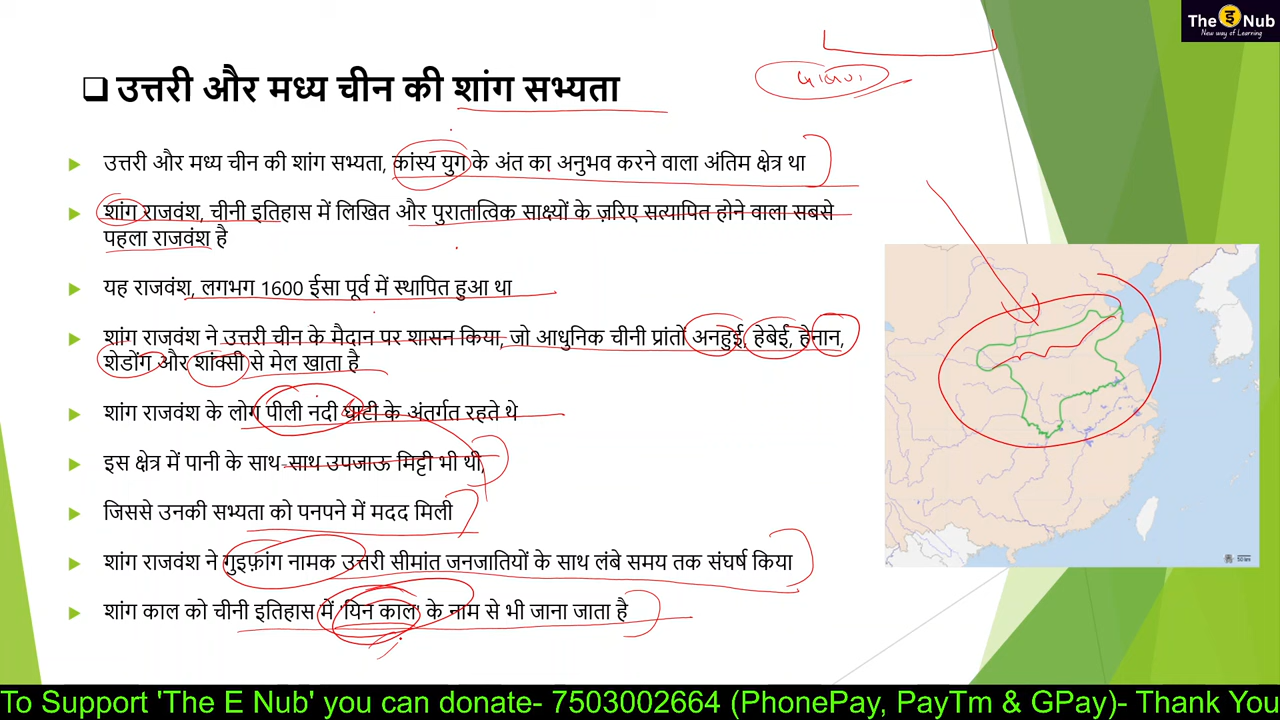 The इ Nub
New way of Learning
उत्तरी और मध्य चीन की शांग सभ्यता
उत्तरी और मध्य चीन की शांग सभ्यता, कांस्य युग के अंत का अनुभव करने वाला अंतिम क्षेत्र था
शांग राजवंश, चीनी इतिहास में लिखित और पुरातात्विक साक्ष्यों के ज़रिए सत्यापित होने वाला सबसे
पहला राजवंश है
यह राजवंश, लगभग 1600 ईसा पूर्व में स्थापित हुआ था
शांग राजवंश ने उत्तरी चीन के मैदान पर शासन किया, जो आधुनिक चीनी प्रांतों अनहुई, हेबेई, हेनान,
शेडोंग और शांक्सी से मेल खाता है
शांग राजवंश के लोग पीली नदी घाटी के अंतर्गत रहते थे
इस क्षेत्र में पानी के साथ-साथ उपजाऊ मिट्टी भी थी,
जिससे उनकी सभ्यता को पनपने में मदद मिली
शांग राजवंश ने गुइफ़ांग नामक उत्तरी सीमांत जनजातियों के साथ लंबे समय तक संघर्ष किया
शांग काल को चीनी इतिहास में 'यिन काल' के नाम से भी जाना जाता है
To Support 'The E Nub' you can donate- 7503002664 (PhonePay, PayTm & GPay)- Thank You